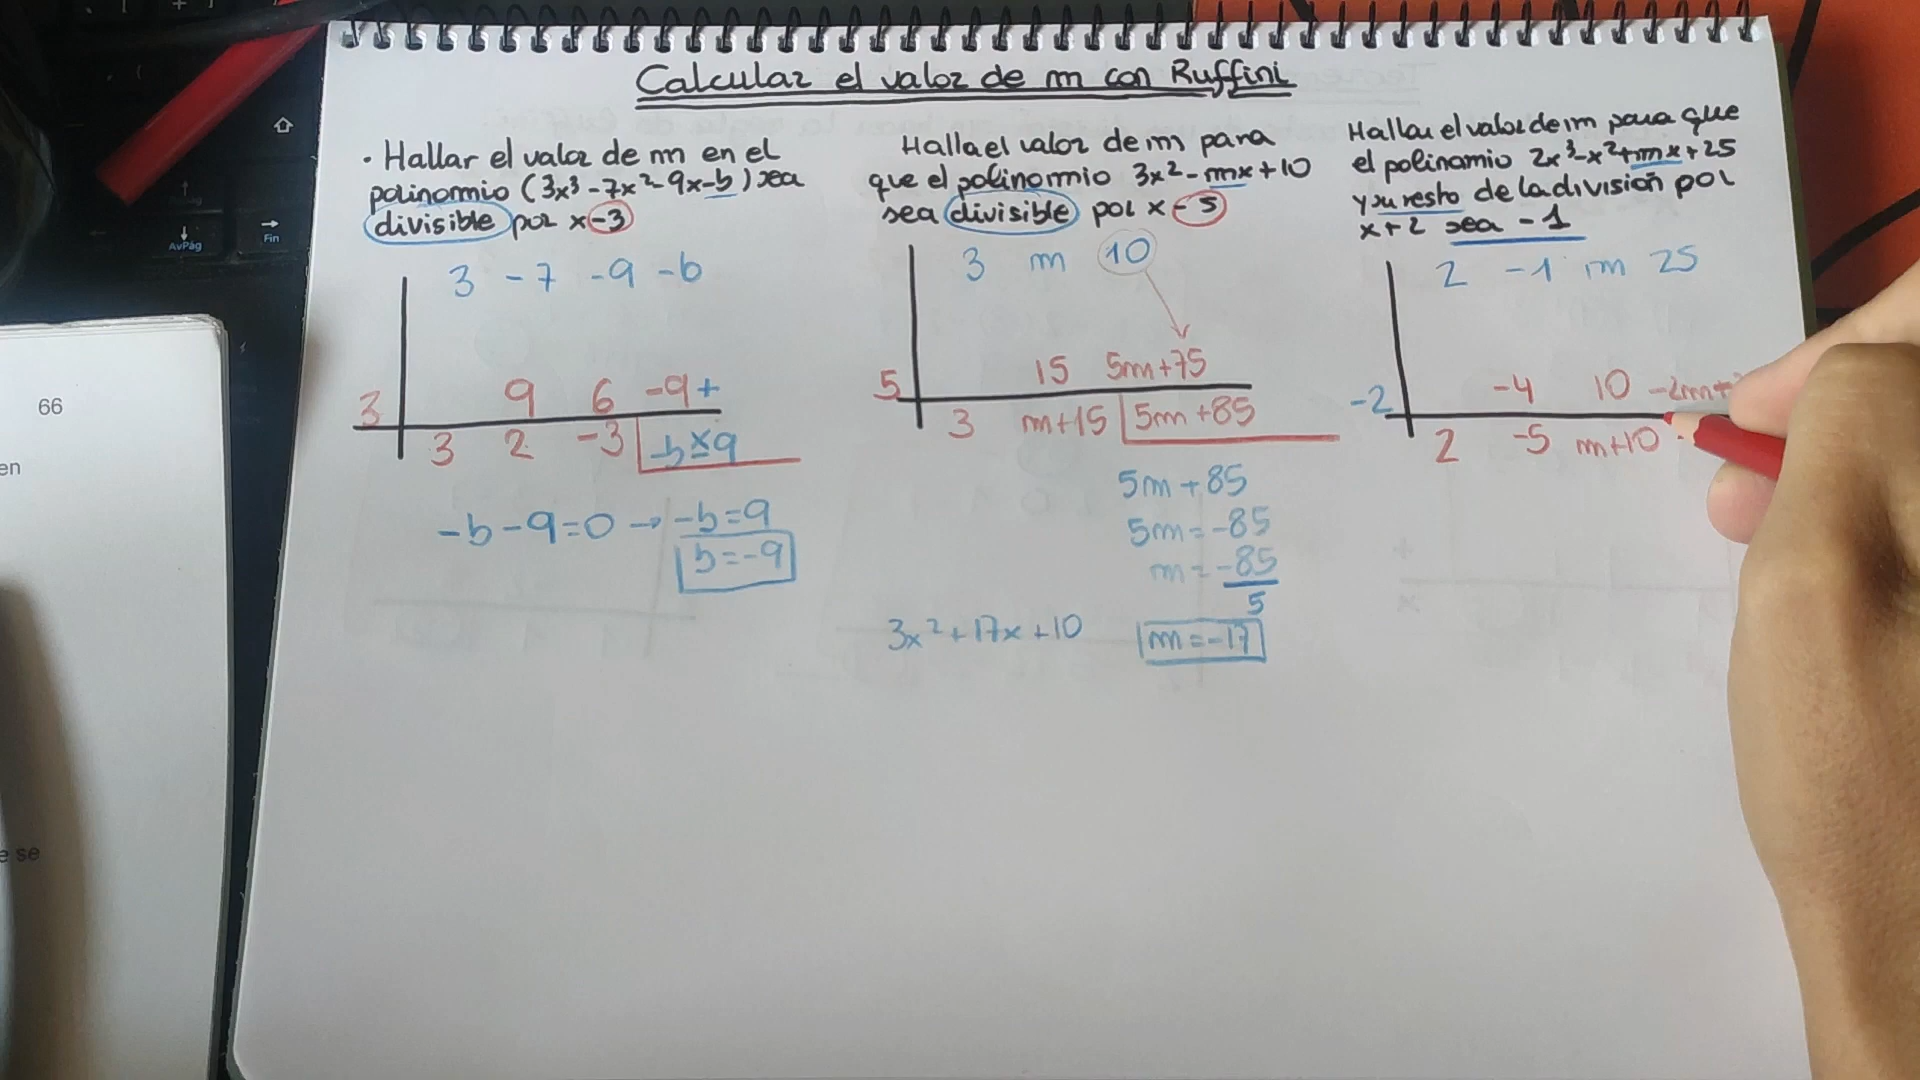 Calcular el valor de m con Ruffini
• Hallar el valor de m en el
polinomio (3x³ - 7x² - 9x - b) sea
divisible por x - 3
3 - 7 - 9 - b
9 6 -9 +
3
3 2 -3
- b - 9 = 0 → - b = 9
b = - 9
Halla el valor de m para
que el polinomio 3x² - mx + 10
sea divisible por x - 5
3 m 10
15 5m+75
5
3 m+15 5m +85
5m + 85
5m = -85
m = -85
5
3x² + 17x + 10
m = -17
Hallar el valor de m para que
el polinomio 2x³ - x² + mx + 25
y su resto de la división por
x + 2 sea - 1
2 -1 m 25
-4 10 -2m+
-2
2 -5 m+10
AvPág
Fin
66
en
e se